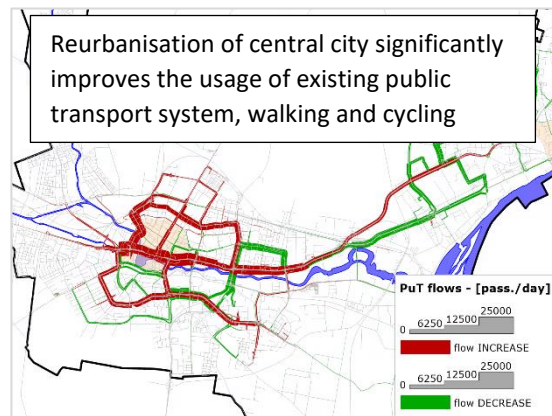 Reurbanisation of central city significantly
improves the usage of existing public
transport system, walking and cycling
PuT flows - [pass./day]
0 6250 12500 25000
flow INCREASE
0 6250 12500 25000
flow DECREASE